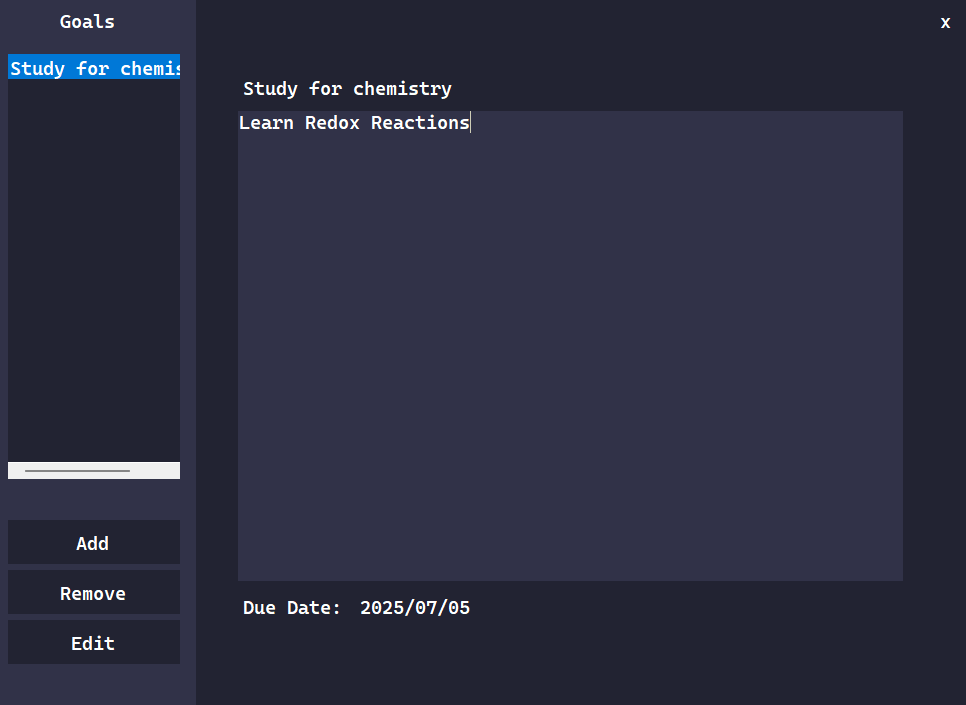 Goals
x
Study for chemis
Study for chemistry
Learn Redox Reactions
Add
Remove
Edit
Due Date: 2025/07/05